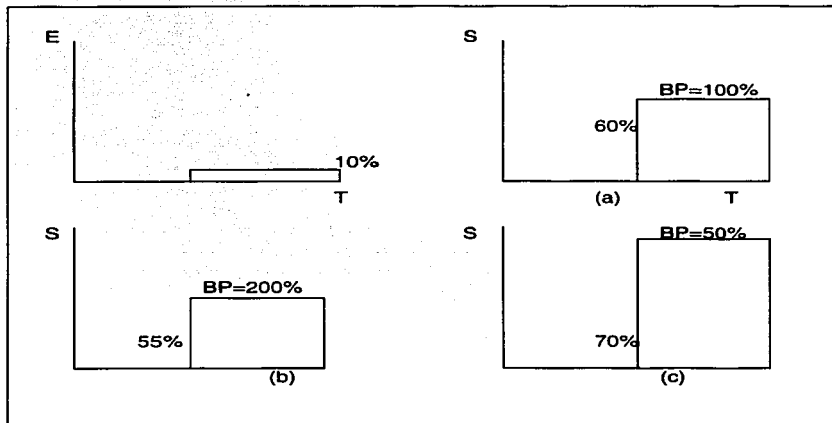 E
10%
T
S
BP=100%
60%
(a)
T
S
BP=200%
55%
(b)
S
BP=50%
70%
(c)